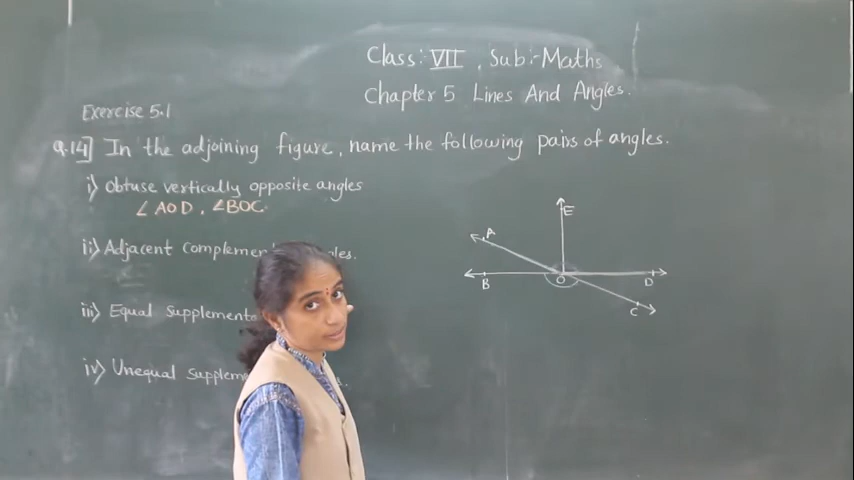 Class: VII, Sub:- Maths
Chapter 5 Lines And Angles.
Exercise 5.1
Q.14] In the adjoining figure, name the following pairs of angles.
i) Obtuse vertically opposite angles
∠AOD, ∠BOC.
ii) Adjacent
iii) Equal
iv) Unequal
E
A
B
O
D
C